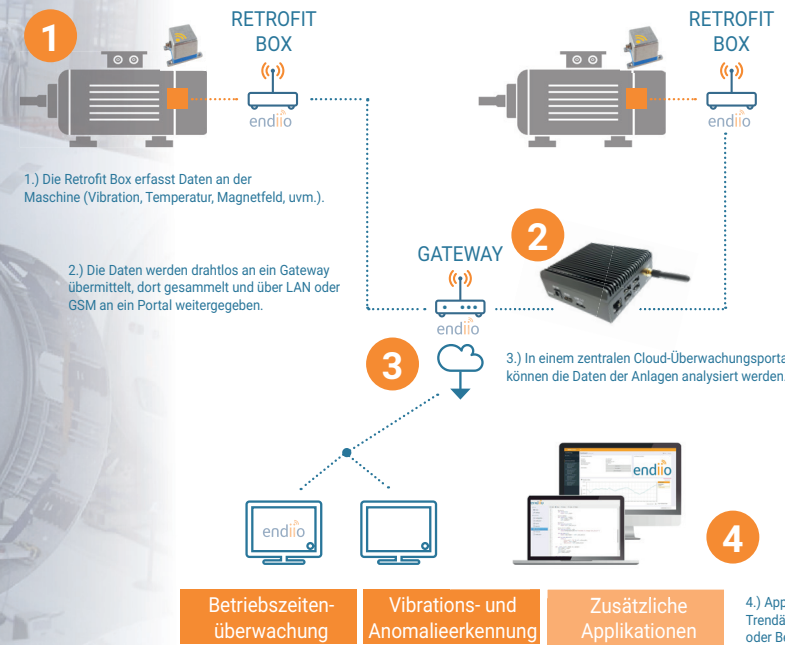 1
RETROFIT
BOX
endiio
RETROFIT
BOX
endiio
1.) Die Retrofit Box erfasst Daten an der
Maschine (Vibration, Temperatur, Magnetfeld, uvm.).
2
GATEWAY
endiio
2.) Die Daten werden drahtlos an ein Gateway
übermittelt, dort gesammelt und über LAN oder
GSM an ein Portal weitergegeben.
3
3.) In einem zentralen Cloud-Überwachungsporta
können die Daten der Anlagen analysiert werden.
endiio
endiio
4
Betriebszeiten-
überwachung
Vibrations- und
Anomalieerkennung
Zusätzliche
Applikationen
4.) App
Trendä
oder Be